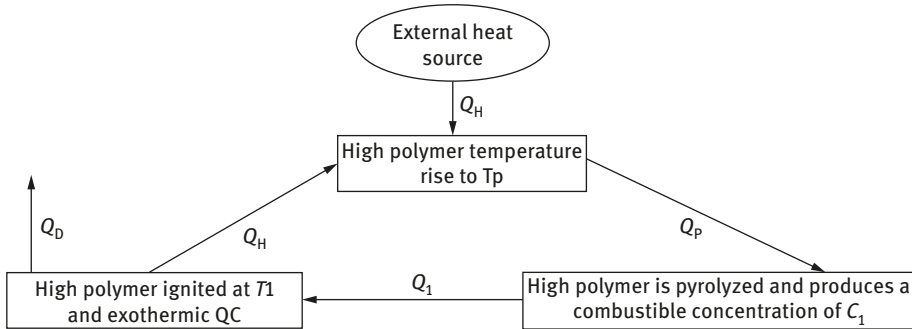 External heat
source
Q_H
High polymer temperature
rise to Tp
Q_D
Q_H
Q_P
High polymer ignited at T1
and exothermic QC
Q_1
High polymer is pyrolyzed and produces a
combustible concentration of C_1